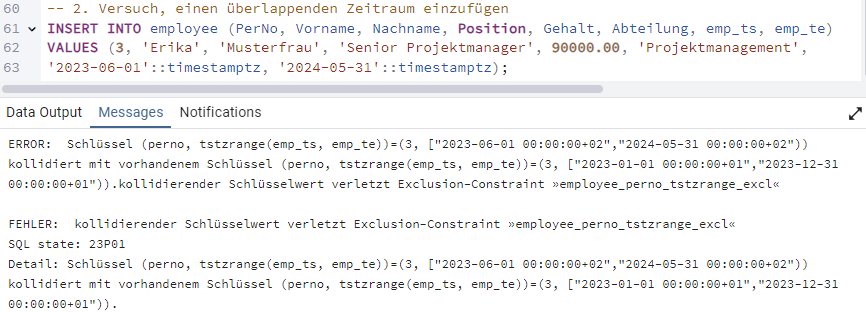 60 -- 2. Versuch, einen überlappenden Zeitraum einzufügen
61 INSERT INTO employee (PerNo, Vorname, Nachname, Position, Gehalt, Abteilung, emp_ts, emp_te)
62 VALUES (3, 'Erika', 'Musterfrau', 'Senior Projektmanager', 90000.00, 'Projektmanagement',
63 '2023-06-01'::timestamptz, '2024-05-31'::timestamptz);
Data Output Messages Notifications
ERROR:  Schlüssel (perno, tstzrange(emp_ts, emp_te))=(3, ["2023-06-01 00:00:00+02","2024-05-31 00:00:00+02"))
kollidiert mit vorhandenem Schlüssel (perno, tstzrange(emp_ts, emp_te))=(3, ["2023-01-01 00:00:00+01","2023-12-31
00:00:00+01")).kollidierender Schlüsselwert verletzt Exclusion-Constraint »employee_perno_tstzrange_excl«
FEHLER:  kollidierender Schlüsselwert verletzt Exclusion-Constraint »employee_perno_tstzrange_excl«
SQL state: 23P01
Detail: Schlüssel (perno, tstzrange(emp_ts, emp_te))=(3, ["2023-06-01 00:00:00+02","2024-05-31 00:00:00+02"))
kollidiert mit vorhandenem Schlüssel (perno, tstzrange(emp_ts, emp_te))=(3, ["2023-01-01 00:00:00+01","2023-12-31
00:00:00+01")).